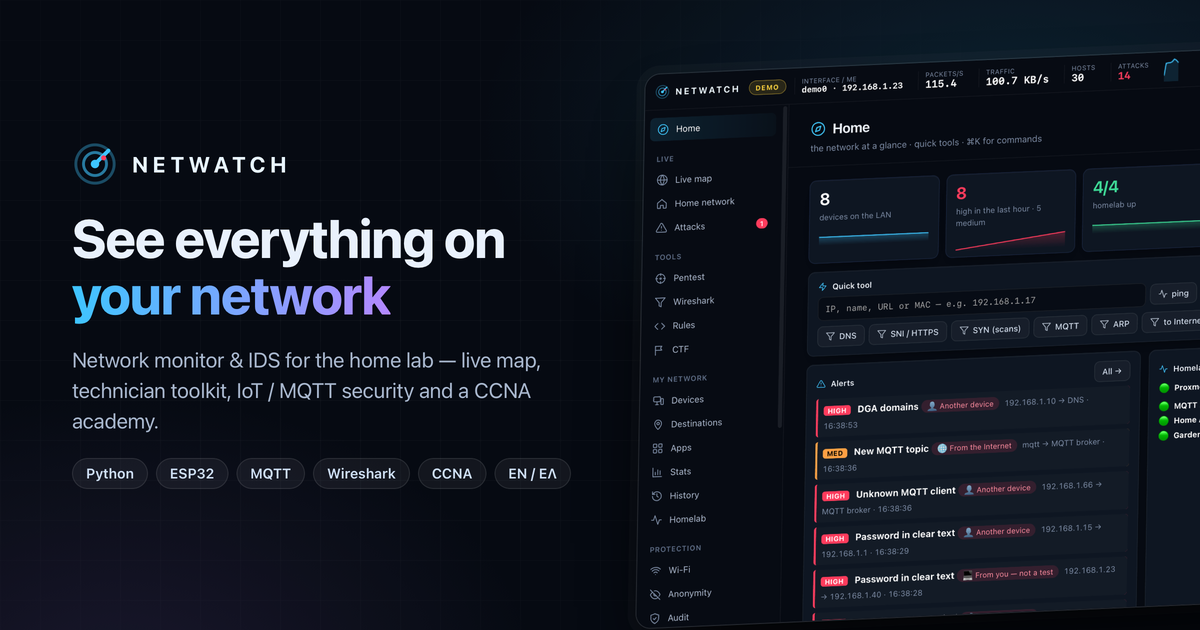 NETWATCH
See everything on
your network
Network monitor & IDS for the home lab — live map,
technician toolkit, IoT / MQTT security and a CCNA
academy.
Python
ESP32
MQTT
Wireshark
CCNA
EN / ΕΛ
NETWATCH
DEMO
INTERFACE / ME
demo0 · 192.168.1.23
PACKETS/S
115.4
TRAFFIC
100.7 KB/s
HOSTS
30
ATTACKS
14
Home
LIVE
Live map
Home network
Attacks
1
TOOLS
Pentest
Wireshark
Rules
CTF
MY NETWORK
Devices
Destinations
Apps
Stats
History
Homelab
PROTECTION
Wi-Fi
Anonymity
Audit
Home
the network at a glance · quick tools · ⌘K for commands
8
devices on the LAN
8
high in the last hour · 5
medium
4/4
homelab up
Quick tool
IP, name, URL or MAC — e.g. 192.168.1.17
ping
DNS
SNI / HTTPS
SYN (scans)
MQTT
ARP
to Interne
Alerts
All →
HIGH DGA domains Another device 192.168.1.10 → DNS ·
16:38:53
MED New MQTT topic From the Internet mqtt → MQTT broker ·
16:38:36
HIGH Unknown MQTT client Another device 192.168.1.66 →
MQTT broker · 16:38:36
HIGH Password in clear text Another device 192.168.1.15 →
192.168.1.1 · 16:38:29
HIGH Password in clear text From you — not a test 192.168.1.23
→ 192.168.1.40 · 16:38:28
Homela
Proxmo
MQTT
Home
Garde